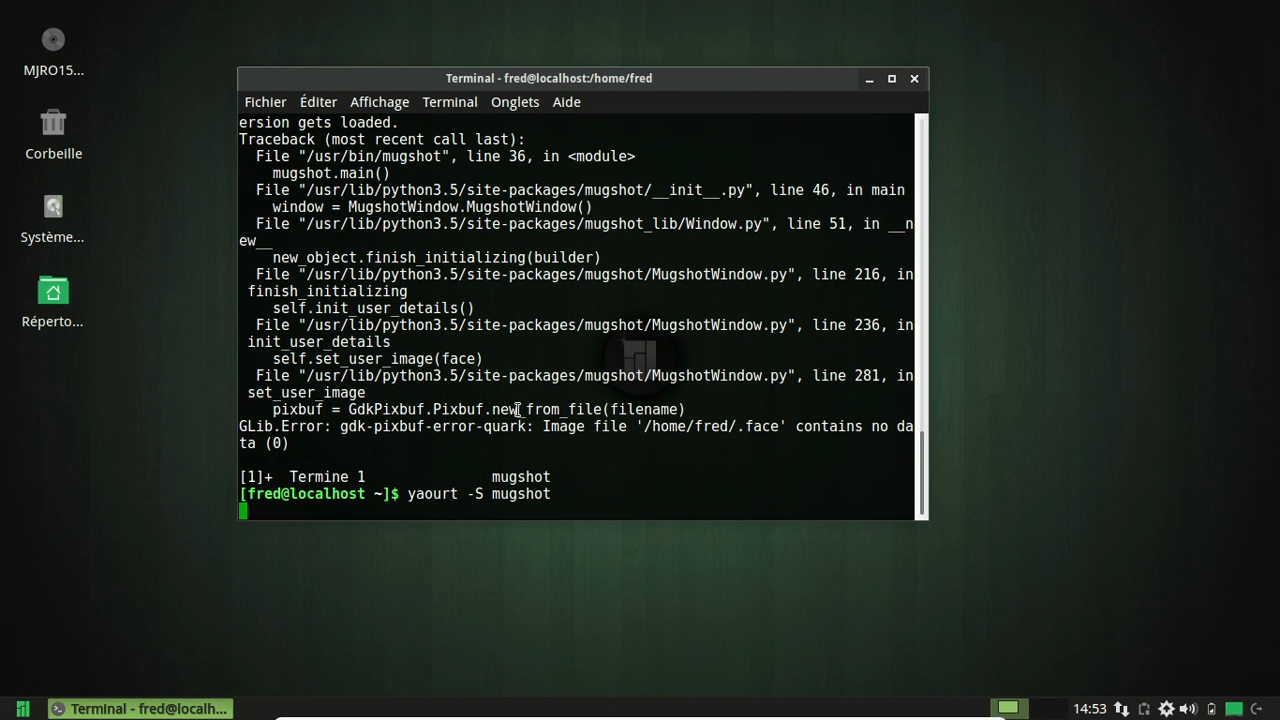 MJRO15...
Corbeille
Système...
Réperto...
Terminal - fred@localhost:/home/fred
Fichier Éditer Affichage Terminal Onglets Aide
ersion gets loaded.
Traceback (most recent call last):
File "/usr/bin/mugshot", line 36, in <module>
mugshot.main()
File "/usr/lib/python3.5/site-packages/mugshot/__init__.py", line 46, in main
window = MugshotWindow.MugshotWindow()
File "/usr/lib/python3.5/site-packages/mugshot_lib/Window.py", line 51, in __n
ew__
new_object.finish_initializing(builder)
File "/usr/lib/python3.5/site-packages/mugshot/MugshotWindow.py", line 216, in
finish_initializing
self.init_user_details()
File "/usr/lib/python3.5/site-packages/mugshot/MugshotWindow.py", line 236, in
init_user_details
self.set_user_image(face)
File "/usr/lib/python3.5/site-packages/mugshot/MugshotWindow.py", line 281, in
set_user_image
pixbuf = GdkPixbuf.Pixbuf.new_from_file(filename)
GLib.Error: gdk-pixbuf-error-quark: Image file '/home/fred/.face' contains no da
ta (0)
[1]+ Termine 1 mugshot
[fred@localhost ~]$ yaourt -S mugshot
Terminal - fred@localh...
14:53